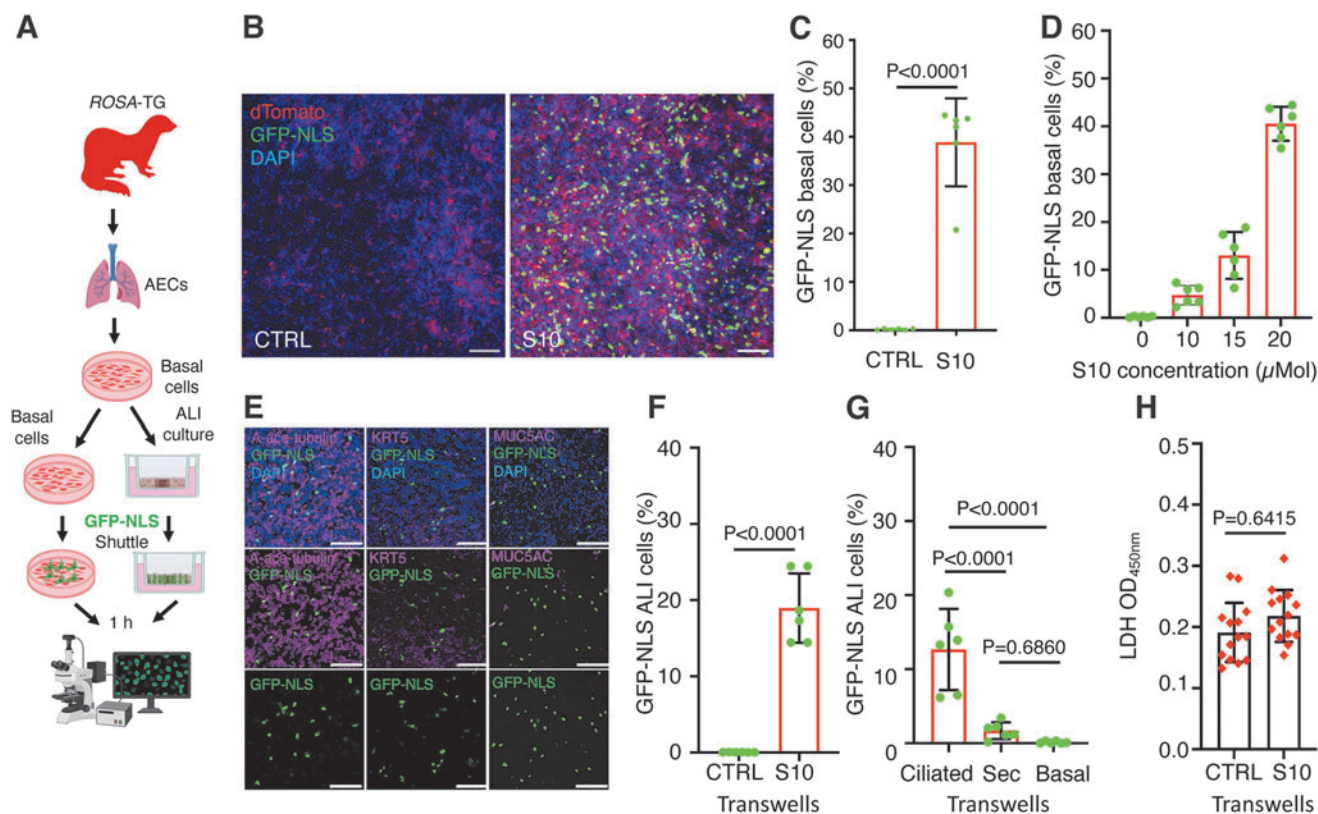 A
ROSA-TG
AECs
Basal
cells
Basal
cells
ALI
culture
GFP-NLS
Shuttle
1 h
B
dTomato
GFP-NLS
DAPI
CTRL
S10
C
GFP-NLS basal cells (%)
60
50
40
30
20
10
0
P<0.0001
CTRL
S10
D
GFP-NLS basal cells (%)
60
50
40
30
20
10
0
0
10
15
20
S10 concentration (µMol)
E
A-ace-tubulin
GFP-NLS
DAPI
KRT5
GFP-NLS
DAPI
MUC5AC
GFP-NLS
DAPI
A-ace-tubulin
GFP-NLS
KRT5
GFP-NLS
MUC5AC
GFP-NLS
GFP-NLS
GFP-NLS
GFP-NLS
F
GFP-NLS ALI cells (%)
40
30
20
10
0
P<0.0001
CTRL
S10
Transwells
G
GFP-NLS ALI cells (%)
30
20
10
0
P<0.0001
P<0.0001
P=0.6860
Ciliated
Sec
Basal
Transwells
H
LDH OD450nm
0.5
0.4
0.3
0.2
0.1
0.0
P=0.6415
CTRL
S10
Transwells